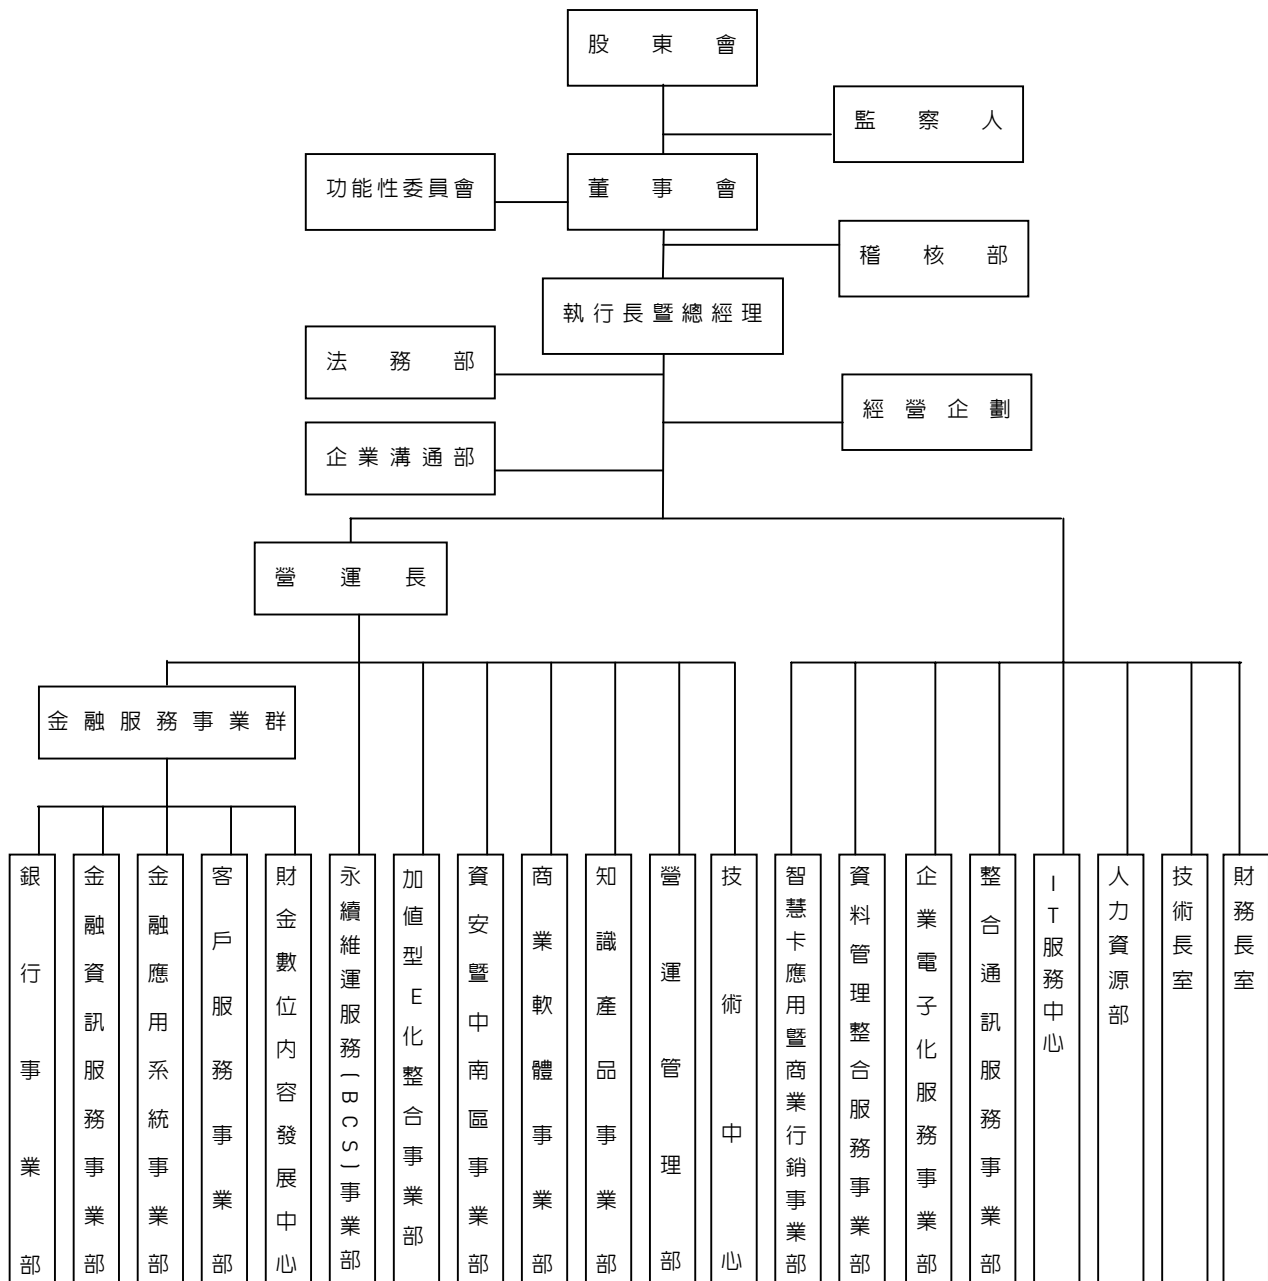 股東會
監察人
功能性委員會
董事會
稽核部
執行長暨總經理
法務部
經營企劃
企業溝通部
營運長
金融服務事業群
銀行事業部
金融資訊服務事業部
金融應用系統事業部
客戶服務事業部
財金數位內容發展中心
永續維運服務(BCS)事業部
加值型E化整合事業部
資安暨中南區事業部
商業軟體事業部
知識產品事業部
營運管理部
技術中心
智慧卡應用暨商業行銷事業部
資料管理整合服務事業部
企業電子化服務事業部
整合通訊服務事業部
IT服務中心
人力資源部
技術長室
財務長室